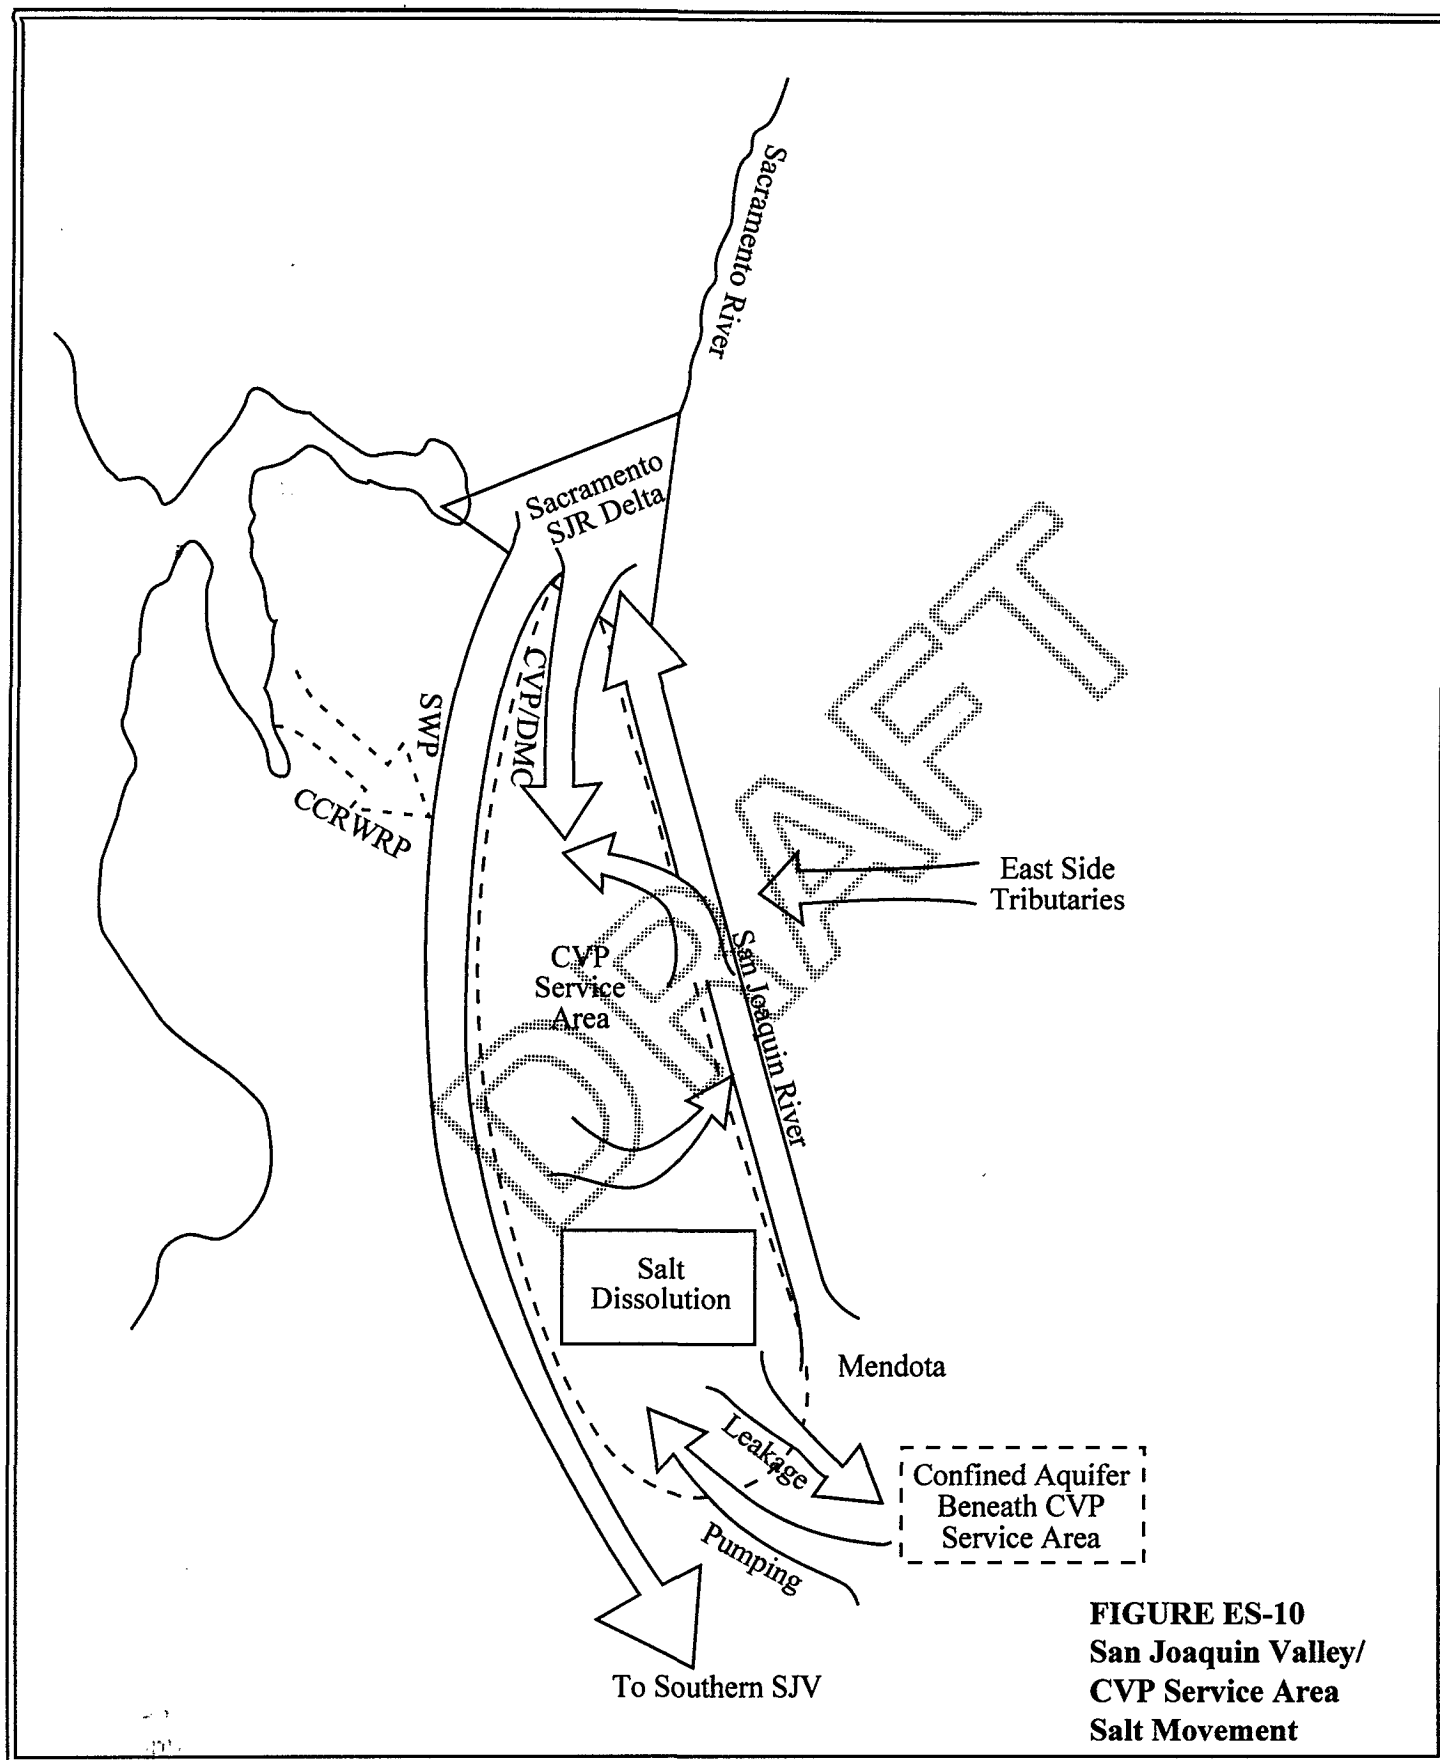 Sacramento River
Sacramento
SJR Delta
CVP/DMC
SWP
CCRWRP
East Side
Tributaries
San Joaquin River
CVP
Service
Area
DRAFT
Salt
Dissolution
Mendota
Leakage
Confined Aquifer
Beneath CVP
Service Area
Pumping
To Southern SJV
FIGURE ES-10
San Joaquin Valley/
CVP Service Area
Salt Movement